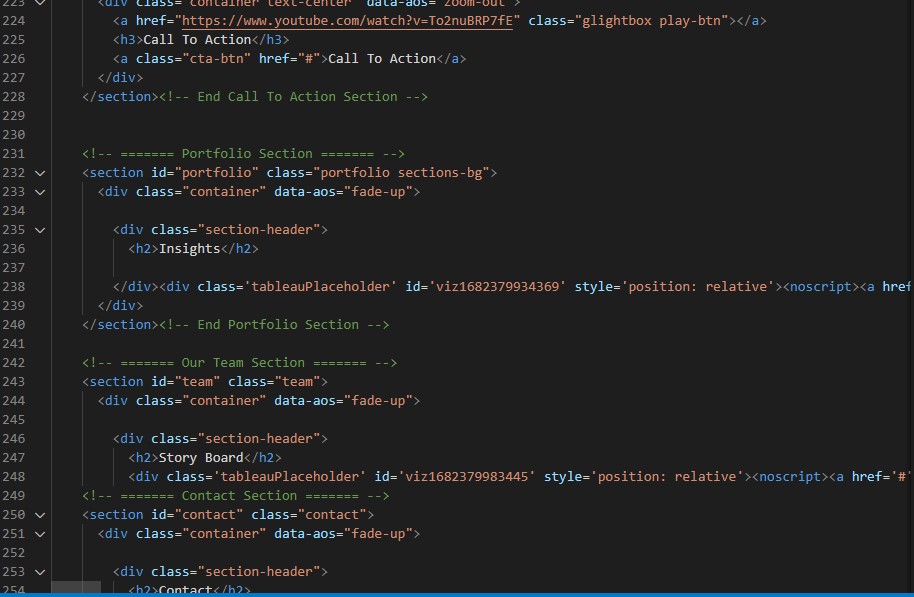 223 <div class="container text-center" data-aos="zoom-out">
224 <a href="https://www.youtube.com/watch?v=To2nuBRP7fE" class="glightbox play-btn"></a>
225 <h3>Call To Action</h3>
226 <a class="cta-btn" href="#">Call To Action</a>
227 </div>
228 </section><!-- End Call To Action Section -->
229
230
231 <!-- ======= Portfolio Section ======= -->
232 <section id="portfolio" class="portfolio sections-bg">
233 <div class="container" data-aos="fade-up">
234
235 <div class="section-header">
236 <h2>Insights</h2>
237
238 </div><div class='tableauPlaceholder' id='viz1682379934369' style='position: relative'><noscript><a href
239 </div>
240 </section><!-- End Portfolio Section -->
241
242 <!-- ======= Our Team Section ======= -->
243 <section id="team" class="team">
244 <div class="container" data-aos="fade-up">
245
246 <div class="section-header">
247 <h2>Story Board</h2>
248 <div class='tableauPlaceholder' id='viz1682379983445' style='position: relative'><noscript><a href='#'
249 <!-- ======= Contact Section ======= -->
250 <section id="contact" class="contact">
251 <div class="container" data-aos="fade-up">
252
253 <div class="section-header">
254 <h2>Contact</h2>